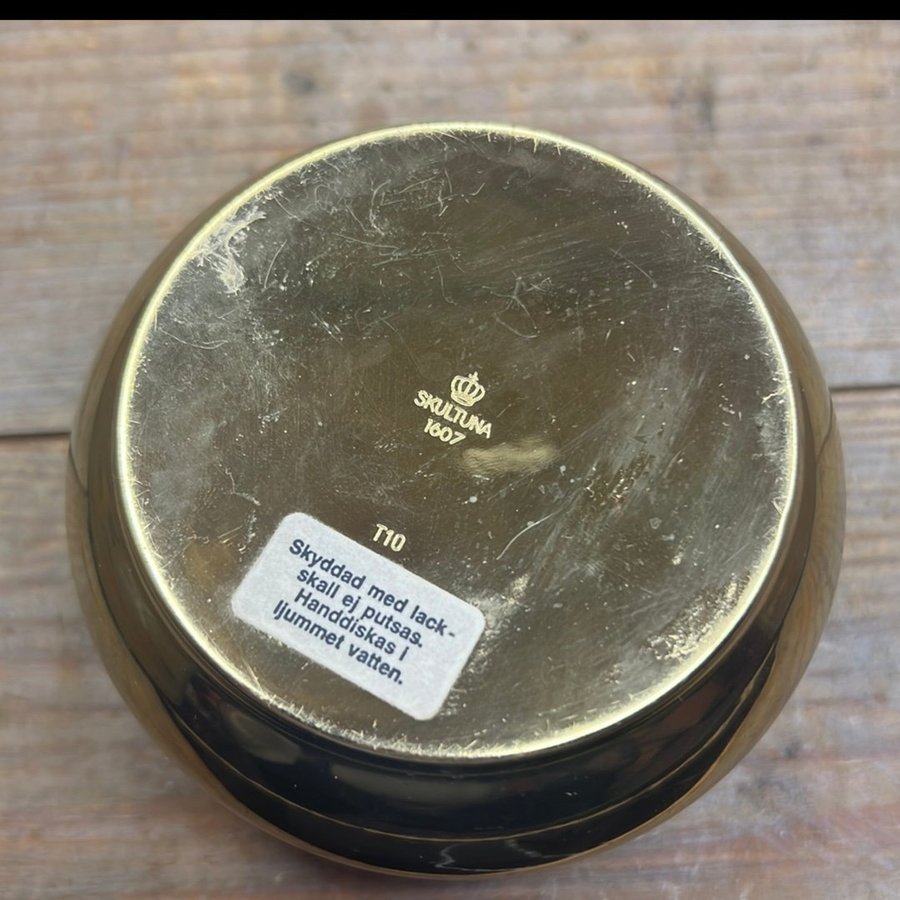 SKULTUNA
1607
T10
Skyddad med lack-
skall ej putsas.
Handdiskas i
ljummet vatten.